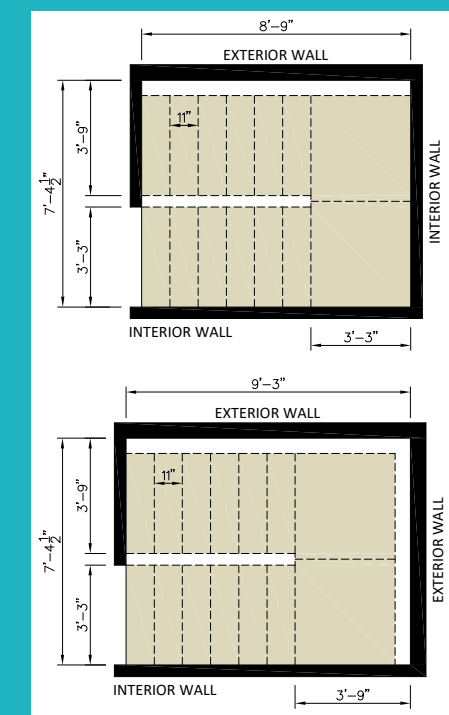 8'-9"
EXTERIOR WALL
11"
3'-9"
7'-4½"
3'-3"
INTERIOR WALL
INTERIOR WALL
3'-3"
9'-3"
EXTERIOR WALL
11"
3'-9"
7'-4½"
3'-3"
EXTERIOR WALL
INTERIOR WALL
3'-9"